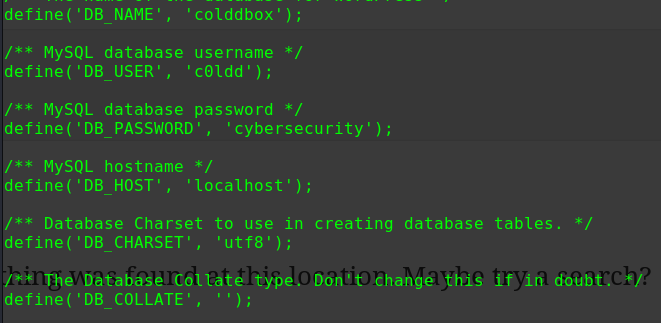 define('DB_NAME', 'colddbox');
/** MySQL database username */
define('DB_USER', 'c0ldd');
/** MySQL database password */
define('DB_PASSWORD', 'cybersecurity');
/** MySQL hostname */
define('DB_HOST', 'localhost');
/** Database Charset to use in creating database tables. */
define('DB_CHARSET', 'utf8');
hing was found at this location. Maybe try a search?
/** The Database Collate type. Don't change this if in doubt. */
define('DB_COLLATE', '');